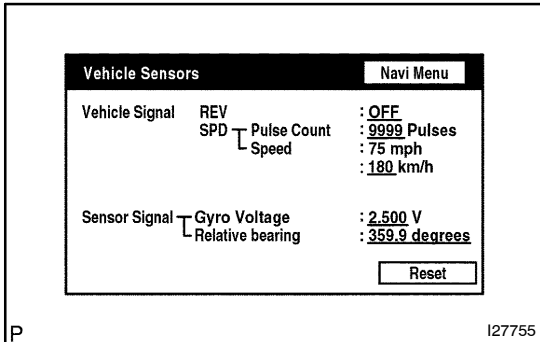 Vehicle Sensors Navi Menu
Vehicle Signal REV : OFF
SPD Pulse Count : 9999 Pulses
Speed : 75 mph
: 180 km/h
Sensor Signal Gyro Voltage : 2.500 V
Relative bearing : 359.9 degrees
Reset
P I27755